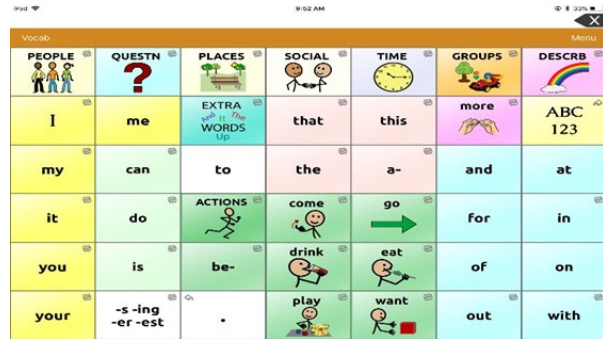 iPad 9:52 AM 33%
Vocab Menu
PEOPLE QUESTN PLACES SOCIAL TIME GROUPS DESCRB
I me EXTRA that this more ABC
And It The
WORDS 123
Up
my can to the a- and at
it do ACTIONS come go for in
you is be- drink eat of on
your -s -ing . play want out with
-er -est